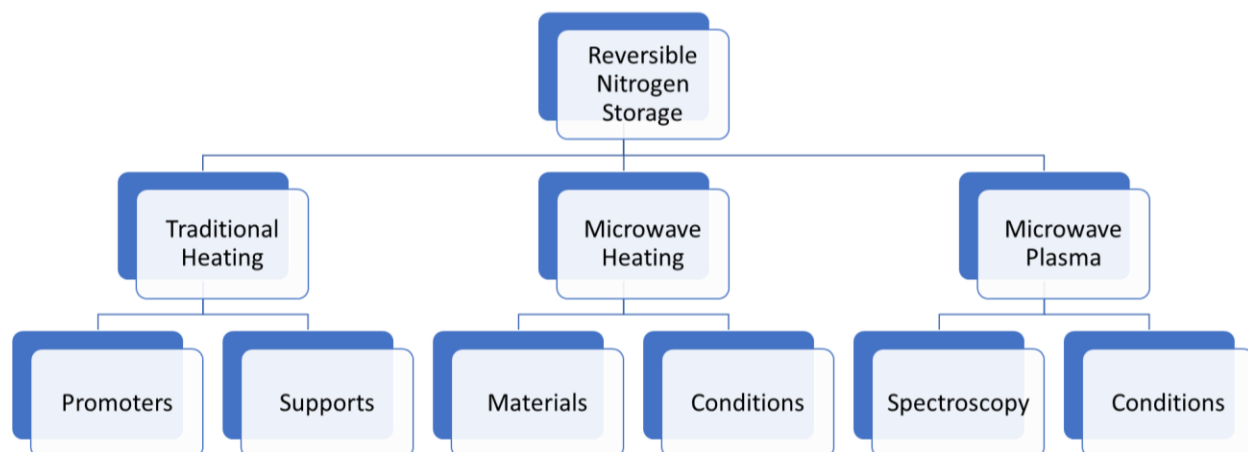 Reversible
Nitrogen
Storage
Traditional
Heating
Microwave
Heating
Microwave
Plasma
Promoters
Supports
Materials
Conditions
Spectroscopy
Conditions